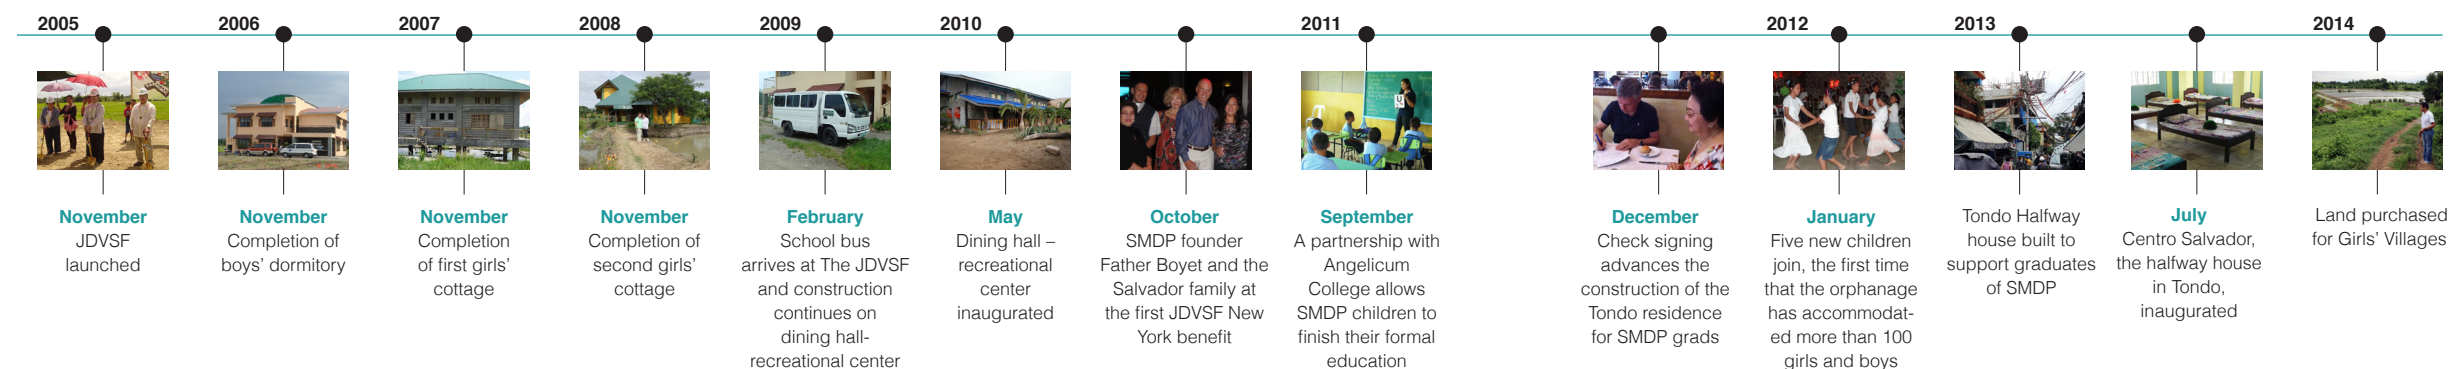 2005
November
JDVSF
launched
2006
November
Completion of
boys' dormitory
2007
November
Completion
of first girls'
cottage
2008
November
Completion of
second girls'
cottage
2009
February
School bus
arrives at The JDVSF
and construction
continues on
dining hall-
recreational center
2010
May
Dining hall –
recreational
center
inaugurated
October
SMDP founder
Father Boyet and the
Salvador family at
the first JDVSF New
York benefit
2011
September
A partnership with
Angelicum
College allows
SMDP children to
finish their formal
education
December
Check signing
advances the
construction of the
Tondo residence
for SMDP grads
2012
January
Five new children
join, the first time
that the orphanage
has accommodat-
ed more than 100
girls and boys
2013
Tondo Halfway
house built to
support graduates
of SMDP
July
Centro Salvador,
the halfway house
in Tondo,
inaugurated
2014
Land purchased
for Girls' Villages